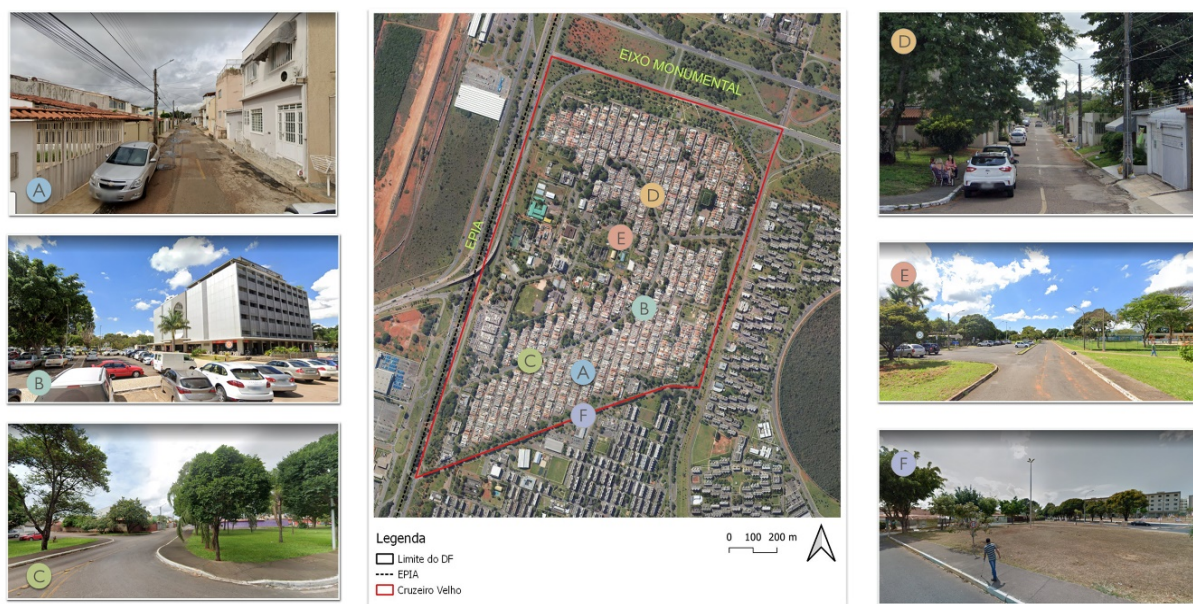 A
B
C
EIXO MONUMENTAL
EPIA
D
E
B
C
A
F
Legenda
Limite do DF
EPIA
Cruzeiro Velho
0 100 200 m
D
E
F